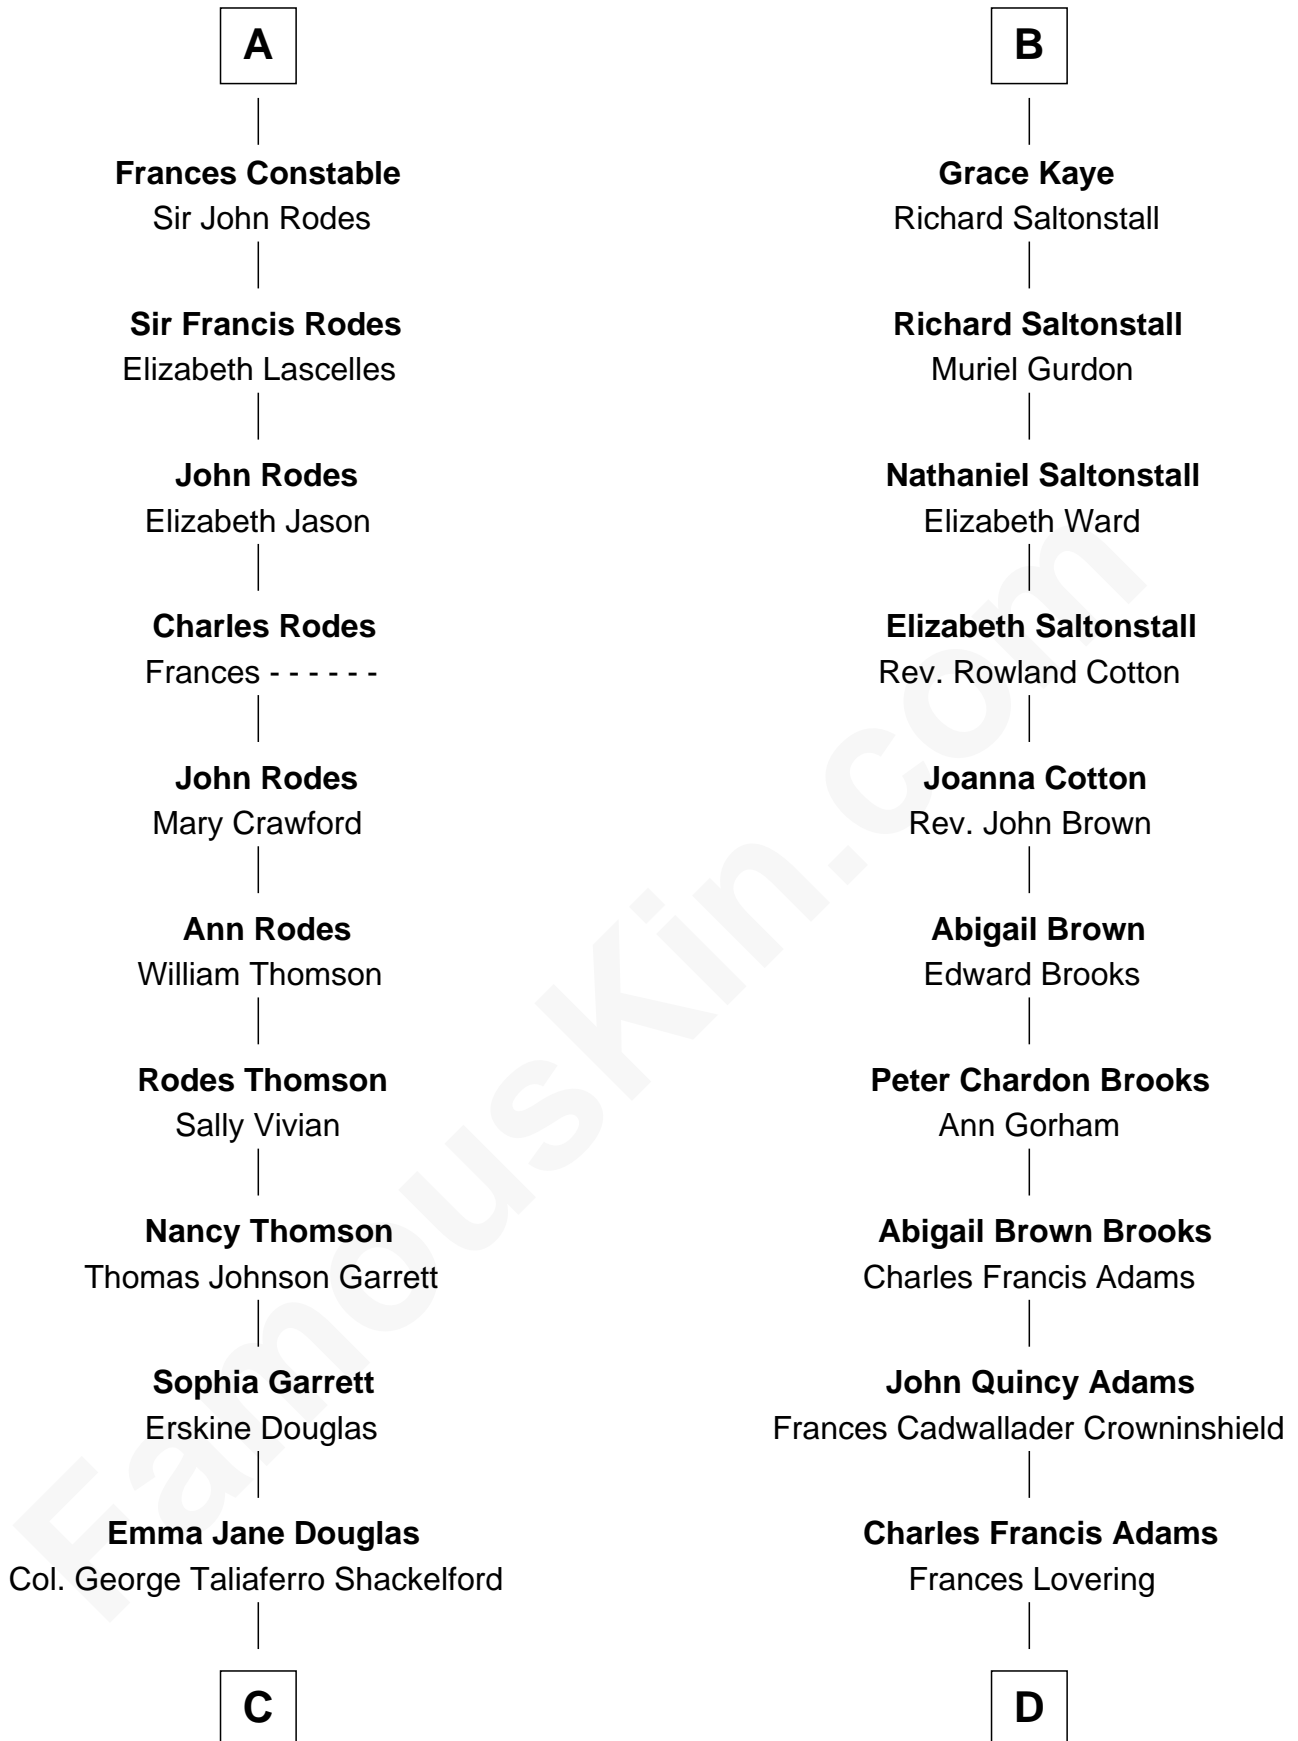 A
Frances Constable
Sir John Rodes
Sir Francis Rodes
Elizabeth Lascelles
John Rodes
Elizabeth Jason
Charles Rodes
Frances - - - - - -
John Rodes
Mary Crawford
Ann Rodes
William Thomson
Rodes Thomson
Sally Vivian
Nancy Thomson
Thomas Johnson Garrett
Sophia Garrett
Erskine Douglas
Emma Jane Douglas
Col. George Taliaferro Shackelford
C
B
Grace Kaye
Richard Saltonstall
Richard Saltonstall
Muriel Gurdon
Nathaniel Saltonstall
Elizabeth Ward
Elizabeth Saltonstall
Rev. Rowland Cotton
Joanna Cotton
Rev. John Brown
Abigail Brown
Edward Brooks
Peter Chardon Brooks
Ann Gorham
Abigail Brown Brooks
Charles Francis Adams
John Quincy Adams
Frances Cadwallader Crowninshield
Charles Francis Adams
Frances Lovering
D
FamousKin.com